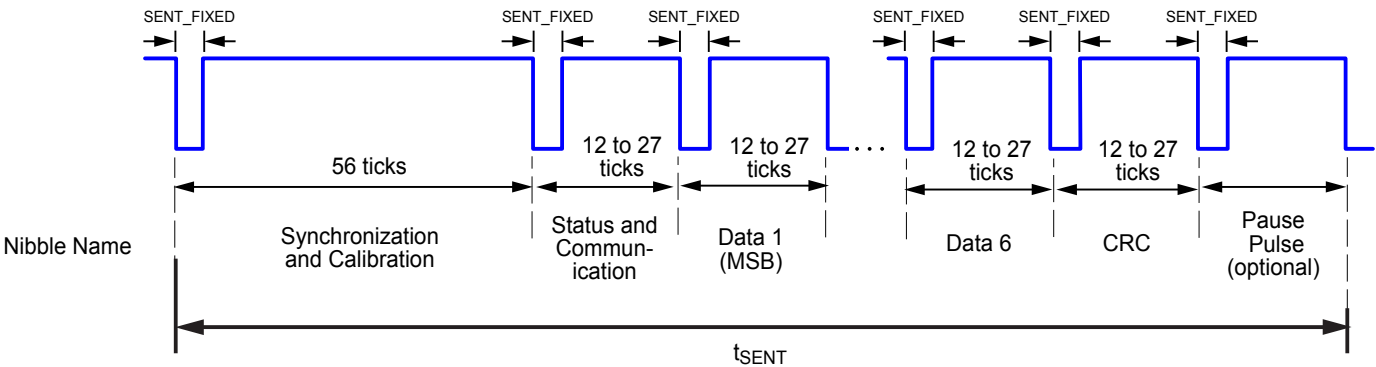 SENT_FIXED SENT_FIXED SENT_FIXED SENT_FIXED SENT_FIXED SENT_FIXED
56 ticks
12 to 27
ticks
12 to 27
ticks
. . .
12 to 27
ticks
12 to 27
ticks
Nibble Name
Synchronization
and Calibration
Status and
Commun-
ication
Data 1
(MSB)
Data 6
CRC
Pause
Pulse
(optional)
tSENT